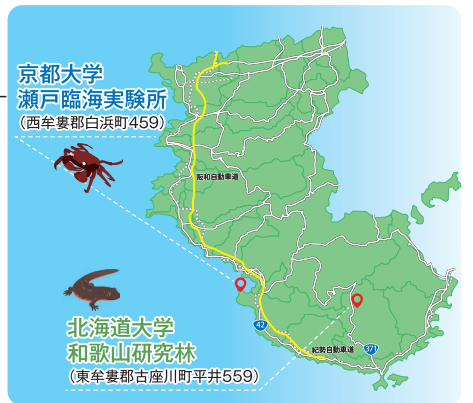 京都大学
瀬戸臨海実験所
（西牟婁郡白浜町459）
阪和自動車道
北海道大学
和歌山研究林
（東牟婁郡古座川町平井559）
42
紀勢自動車道
371